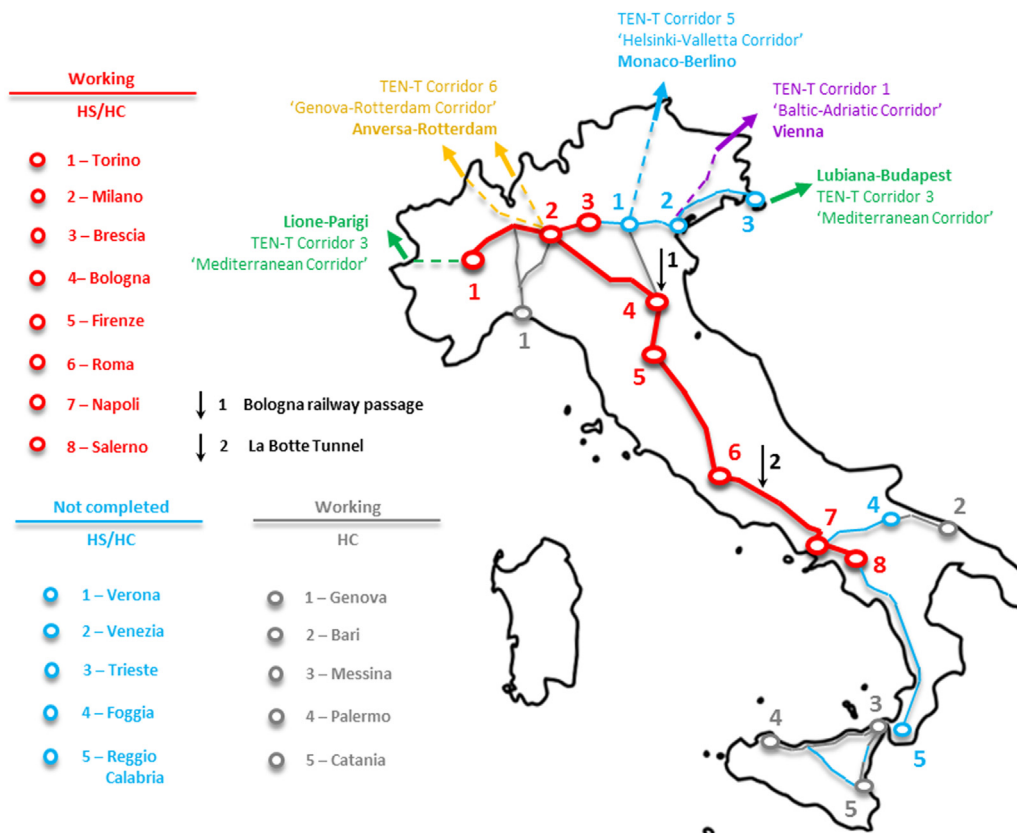 TEN-T Corridor 5
‘Helsinki-Valletta Corridor’
Monaco-Berlino
TEN-T Corridor 6
‘Genova-Rotterdam Corridor’
Anversa-Rotterdam
TEN-T Corridor 1
‘Baltic-Adriatic Corridor’
Vienna
Lubiana-Budapest
TEN-T Corridor 3
‘Mediterranean Corridor’
Lione-Parigi
TEN-T Corridor 3
‘Mediterranean Corridor’
Working
HS/HC
1 – Torino
2 – Milano
3 – Brescia
4 – Bologna
5 – Firenze
6 – Roma
7 – Napoli
8 – Salerno
1 Bologna railway passage
2 La Botte Tunnel
Not completed
HS/HC
1 – Verona
2 – Venezia
3 – Trieste
4 – Foggia
5 – Reggio
Calabria
Working
HC
1 – Genova
2 – Bari
3 – Messina
4 – Palermo
5 – Catania
2
3
1
2
3
1
1
4
1
5
6
2
7
4
2
8
3
4
5
5